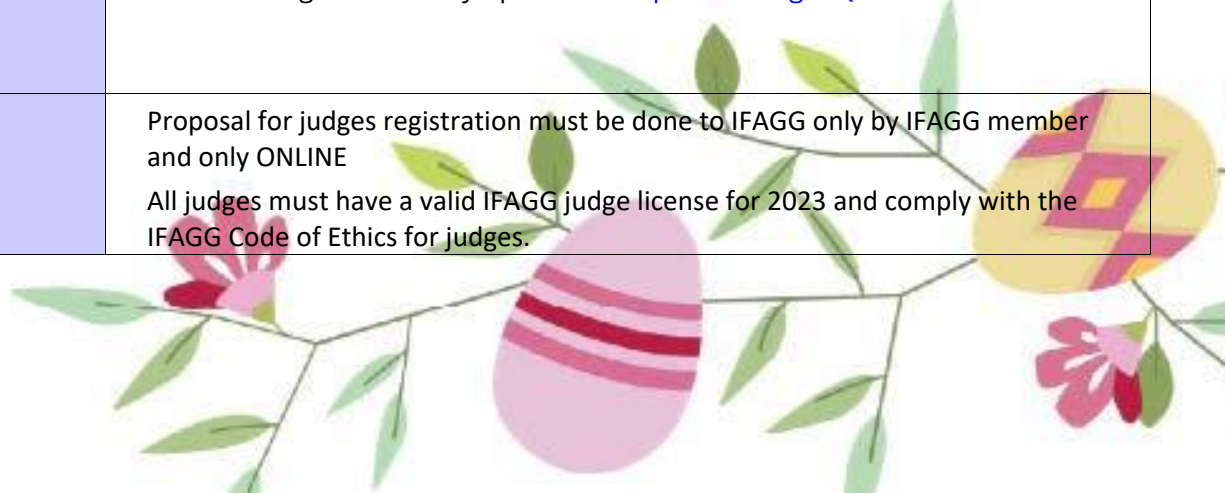 Proposal for judges registration must be done to IFAGG only by IFAGG member
and only ONLINE
All judges must have a valid IFAGG judge license for 2023 and comply with the
IFAGG Code of Ethics for judges.